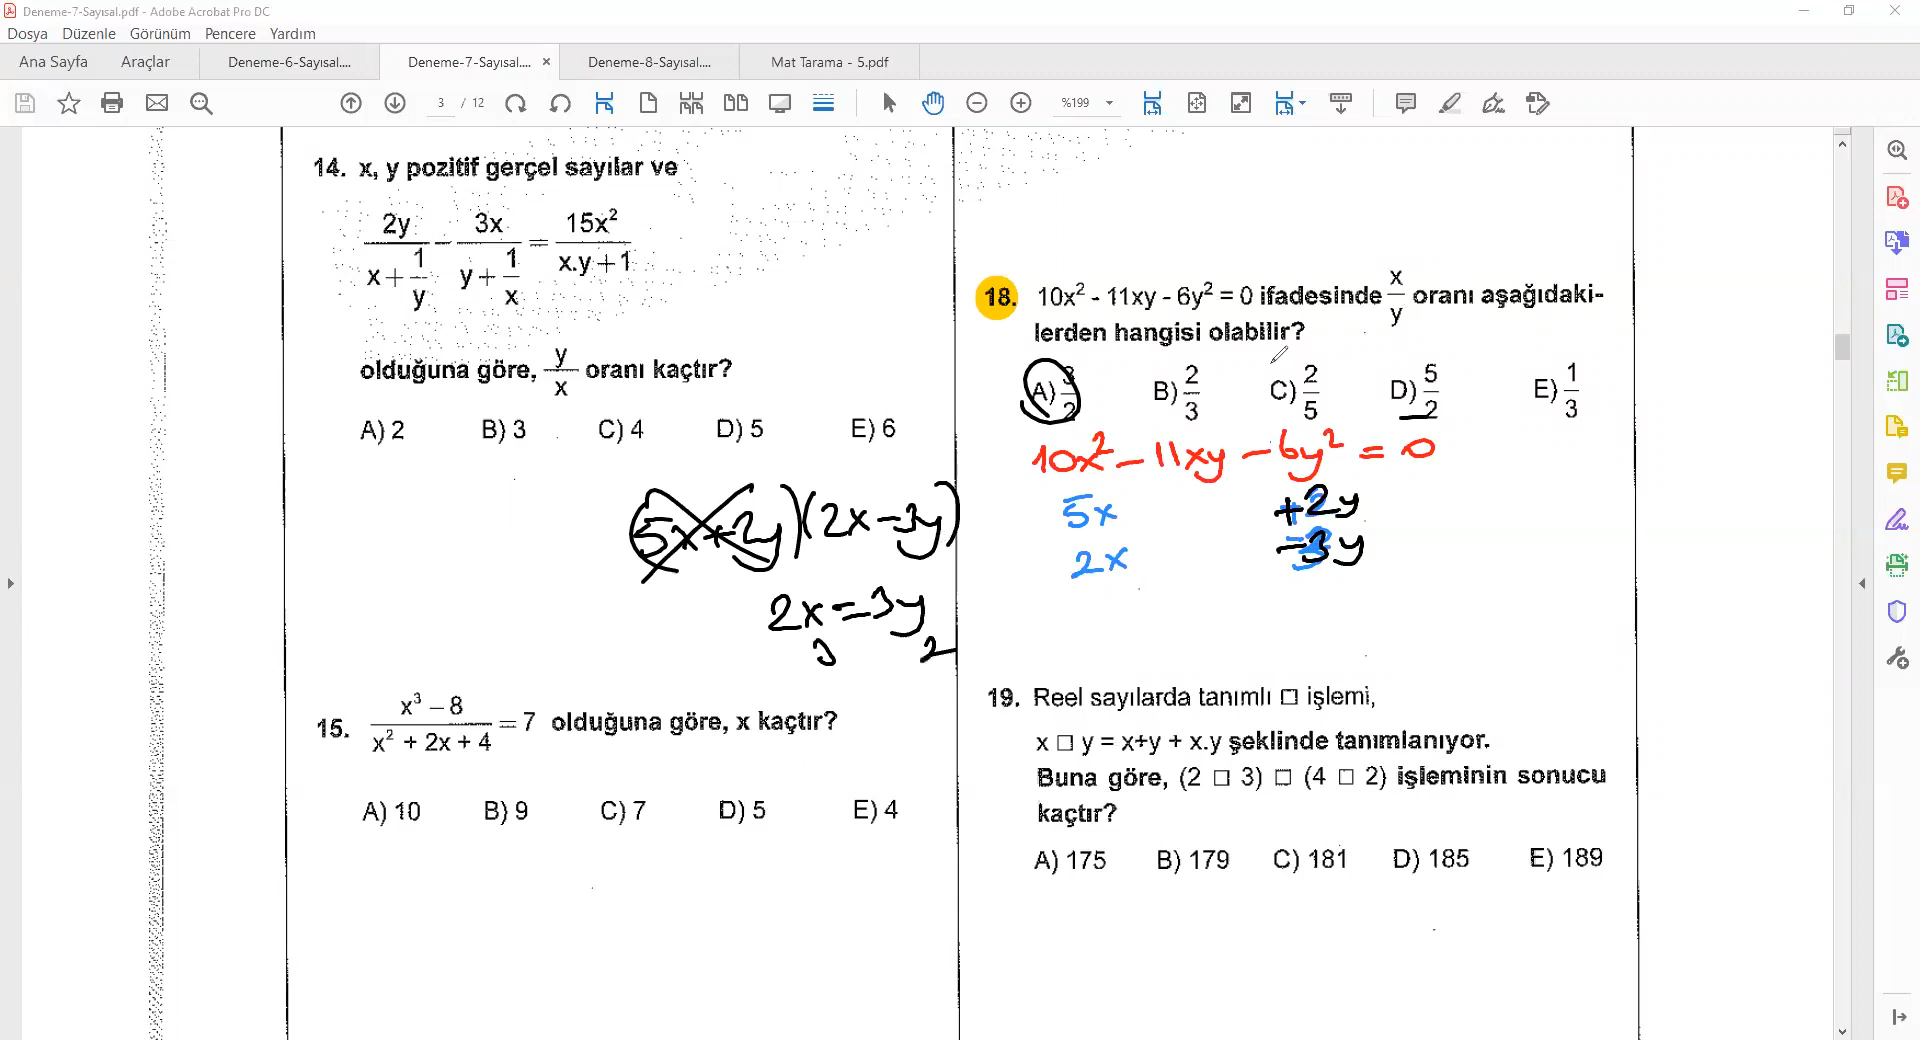 Deneme-7-Sayısal.pdf - Adobe Acrobat Pro DC
Dosya Düzenle Görünüm Pencere Yardım
Ana Sayfa Araçlar Deneme-6-Sayısal.... Deneme-7-Sayısal.... × Deneme-8-Sayısal.... Mat Tarama - 5.pdf
3 / 12 %199
14. x, y pozitif gerçel sayılar ve
2y/(x + 1/y) - 3x/(y + 1/x) = 15x²/(x.y + 1)
olduğuna göre, y/x oranı kaçtır?
A) 2 B) 3 C) 4 D) 5 E) 6
(5x + 2y)(2x - 3y)
2x = 3y
3 2
15. (x³ - 8)/(x² + 2x + 4) = 7 olduğuna göre, x kaçtır?
A) 10 B) 9 C) 7 D) 5 E) 4
18. 10x² - 11xy - 6y² = 0 ifadesinde x/y oranı aşağıdaki-
lerden hangisi olabilir?
A) 3/2 B) 2/3 C) 2/5 D) 5/2 E) 1/3
10x² - 11xy - 6y² = 0
5x +2y
2x -3y
19. Reel sayılarda tanımlı □ işlemi,
x □ y = x+y + x.y şeklinde tanımlanıyor.
Buna göre, (2 □ 3) □ (4 □ 2) işleminin sonucu
kaçtır?
A) 175 B) 179 C) 181 D) 185 E) 189